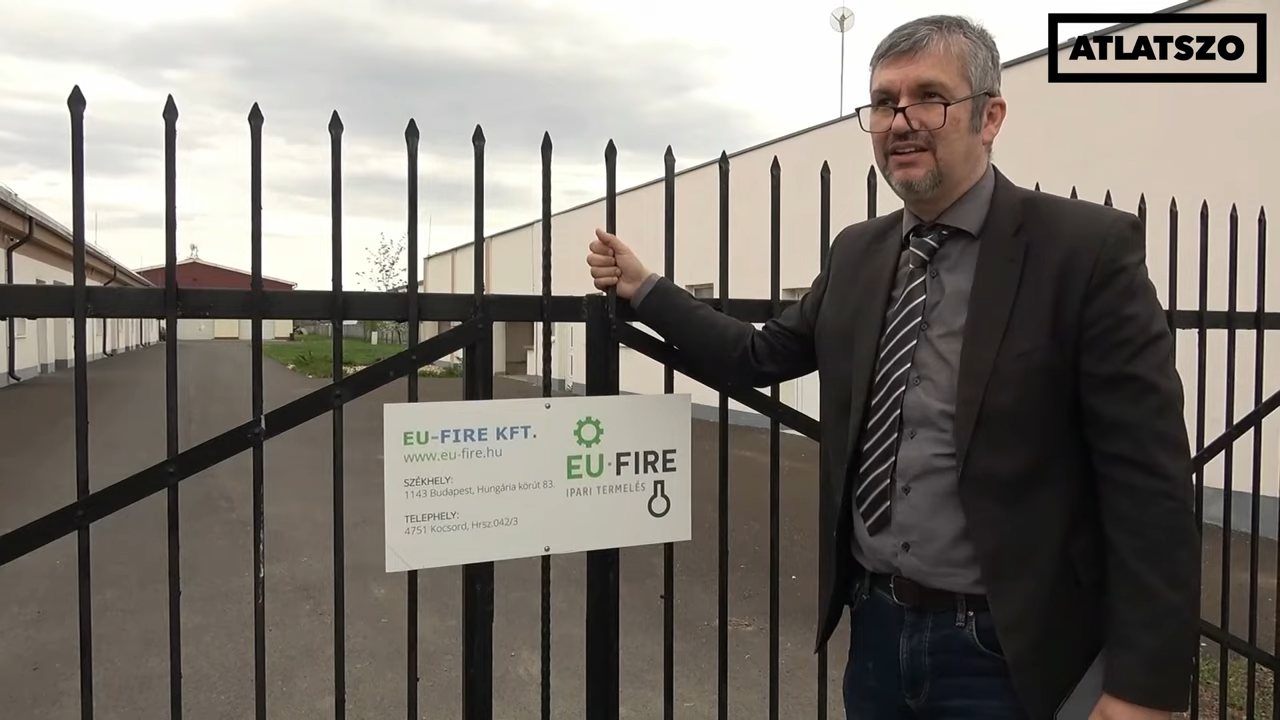 ATLATSZO
EU-FIRE KFT.
www.eu-fire.hu
SZÉKHELY:
1143 Budapest, Hungária körút 83.
TELEPHELY:
4751 Kocsord, Hrsz.042/3
EU·FIRE
IPARI TERMELÉS